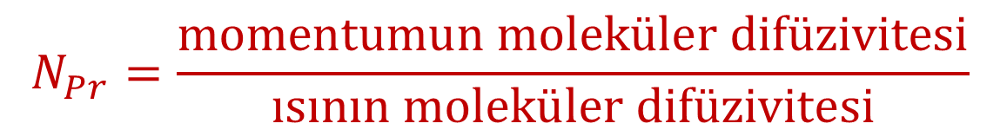 momentumun moleküler difüzivitesi
N_Pr =
ısının moleküler difüzivitesi